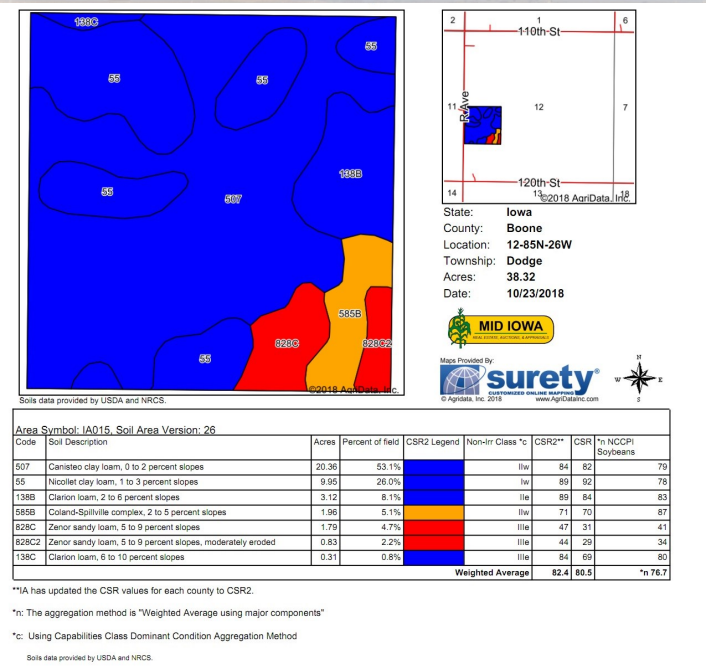 138C
55
55
55
138B
55
507
585B
828C
828C2
55
©2018 AgriData, Inc.
Soils data provided by USDA and NRCS.
2 1 6
110th-St
R-Ave
11 12 7
120th-St
14 13 18
©2018 AgriData, Inc.
State: Iowa
County: Boone
Location: 12-85N-26W
Township: Dodge
Acres: 38.32
Date: 10/23/2018
MID IOWA
REAL ESTATE, AUCTIONS, & APPRAISALS
Maps Provided By:
surety®
CUSTOMIZED ONLINE MAPPING
© Agridata, Inc. 2018 www.AgriDataInc.com
N
W E
S
Area Symbol: IA015, Soil Area Version: 26
Code Soil Description Acres Percent of field CSR2 Legend Non-Irr Class *c CSR2** CSR *n NCCPI
Soybeans
507 Canisteo clay loam, 0 to 2 percent slopes 20.36 53.1% IIw 84 82 79
55 Nicollet clay loam, 1 to 3 percent slopes 9.95 26.0% Iw 89 92 78
138B Clarion loam, 2 to 6 percent slopes 3.12 8.1% IIe 89 84 83
585B Coland-Spillville complex, 2 to 5 percent slopes 1.96 5.1% IIw 71 70 87
828C Zenor sandy loam, 5 to 9 percent slopes 1.79 4.7% IIIe 47 31 41
828C2 Zenor sandy loam, 5 to 9 percent slopes, moderately eroded 0.83 2.2% IIIe 44 29 34
138C Clarion loam, 6 to 10 percent slopes 0.31 0.8% IIIe 84 69 80
Weighted Average 82.4 80.5 *n 76.7
**IA has updated the CSR values for each county to CSR2.
*n: The aggregation method is "Weighted Average using major components"
*c: Using Capabilities Class Dominant Condition Aggregation Method
Soils data provided by USDA and NRCS.